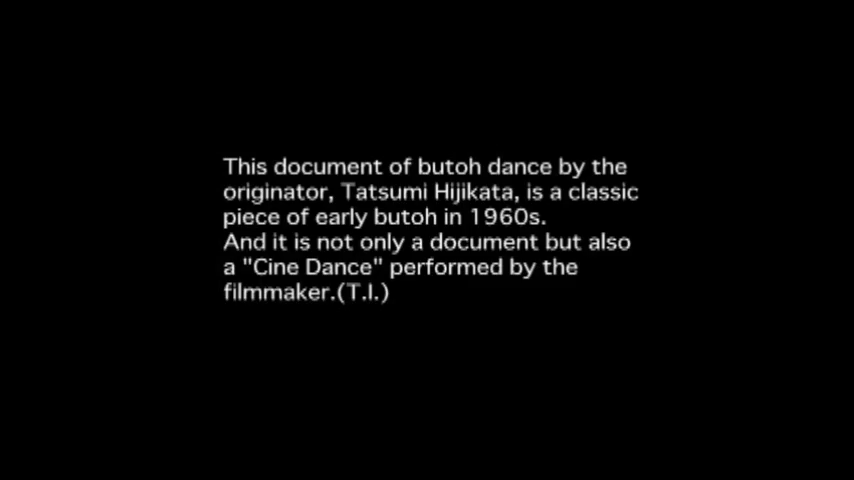 This document of butoh dance by the
originator, Tatsumi Hijikata, is a classic
piece of early butoh in 1960s.
And it is not only a document but also
a "Cine Dance" performed by the
filmmaker.(T.I.)